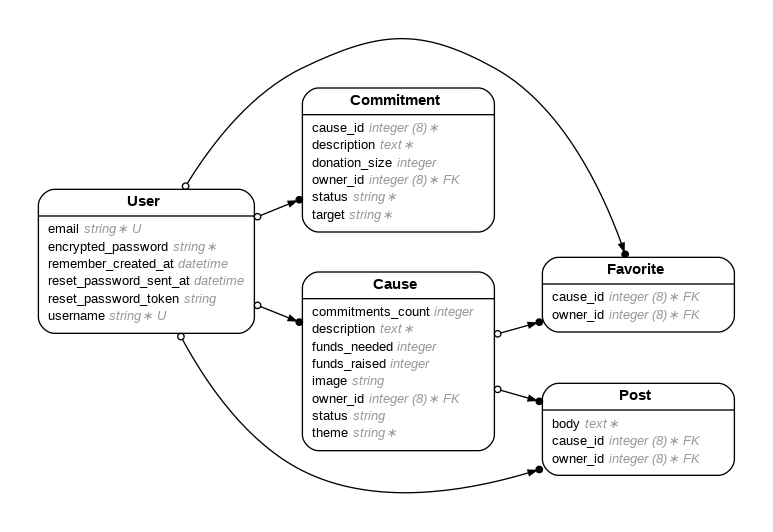 Commitment
cause_id integer (8)∗
description text∗
donation_size integer
owner_id integer (8)∗ FK
status string∗
target string∗
User
email string∗ U
encrypted_password string∗
remember_created_at datetime
reset_password_sent_at datetime
reset_password_token string
username string∗ U
Cause
commitments_count integer
description text∗
funds_needed integer
funds_raised integer
image string
owner_id integer (8)∗ FK
status string
theme string∗
Favorite
cause_id integer (8)∗ FK
owner_id integer (8)∗ FK
Post
body text∗
cause_id integer (8)∗ FK
owner_id integer (8)∗ FK